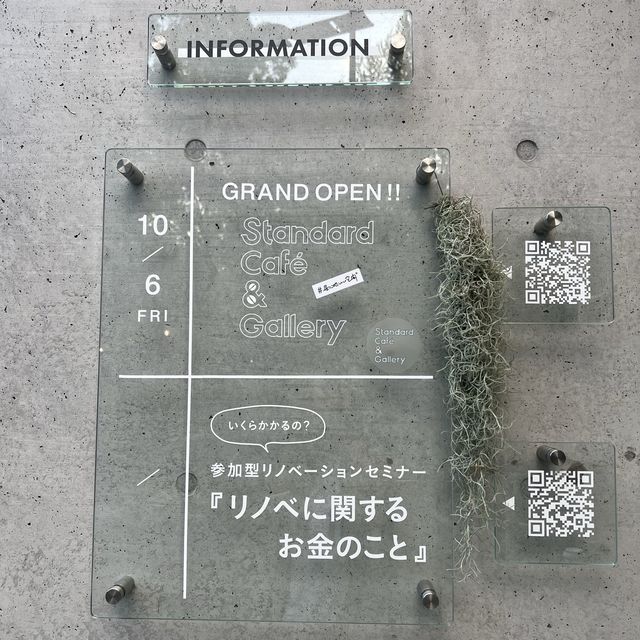 INFORMATION
10
/
6
FRI
GRAND OPEN!!
Standard
Café
&
Gallery
Standard
Café
&
Gallery
/
いくらかかるの?
参加型リノベーションセミナー
『リノベに関する
お金のこと』